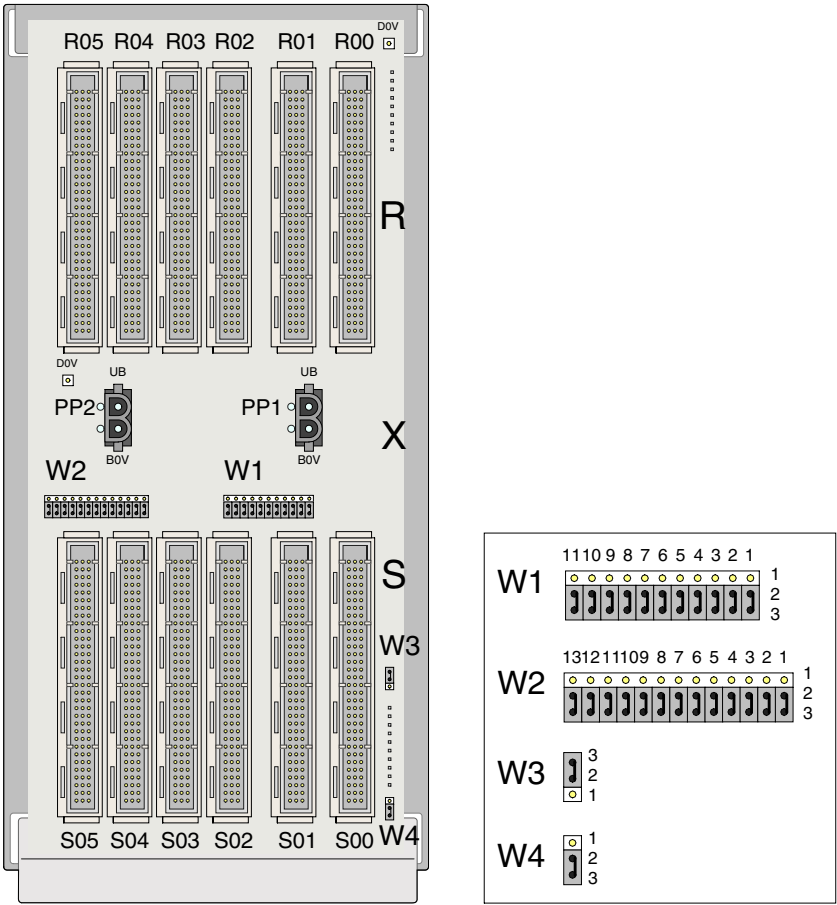 D0V
R05 R04 R03 R02 R01 R00
R
D0V
UB UB
PP2 PP1
X
B0V B0V
W2 W1
S
W3
S05 S04 S03 S02 S01 S00 W4
11 10 9 8 7 6 5 4 3 2 1
W1
1
2
3
13 12 11 10 9 8 7 6 5 4 3 2 1
W2
1
2
3
W3
3
2
1
W4
1
2
3